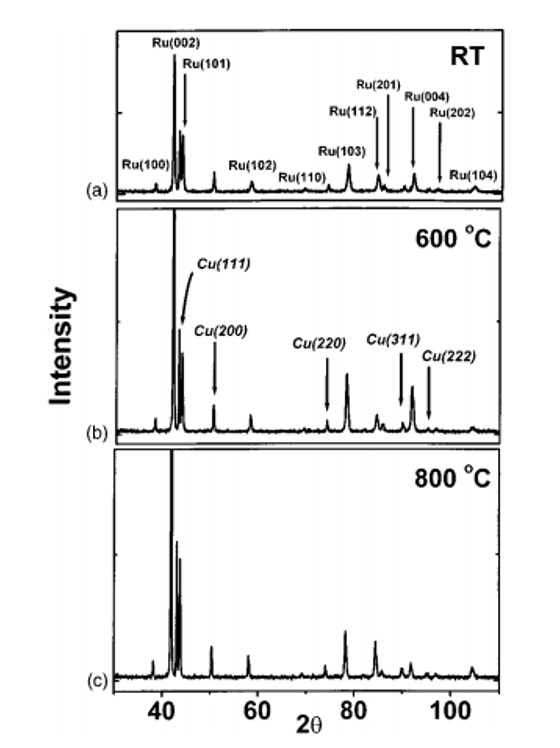 RT
Ru(002)
Ru(101)
Ru(201)
Ru(004)
Ru(112)
Ru(202)
Ru(103)
Ru(100)
Ru(102)
Ru(110)
Ru(104)
(a)
600 °C
Cu(111)
Cu(200)
Cu(220)
Cu(311)
Cu(222)
(b)
Intensity
800 °C
(c)
40 60 80 100
2θ